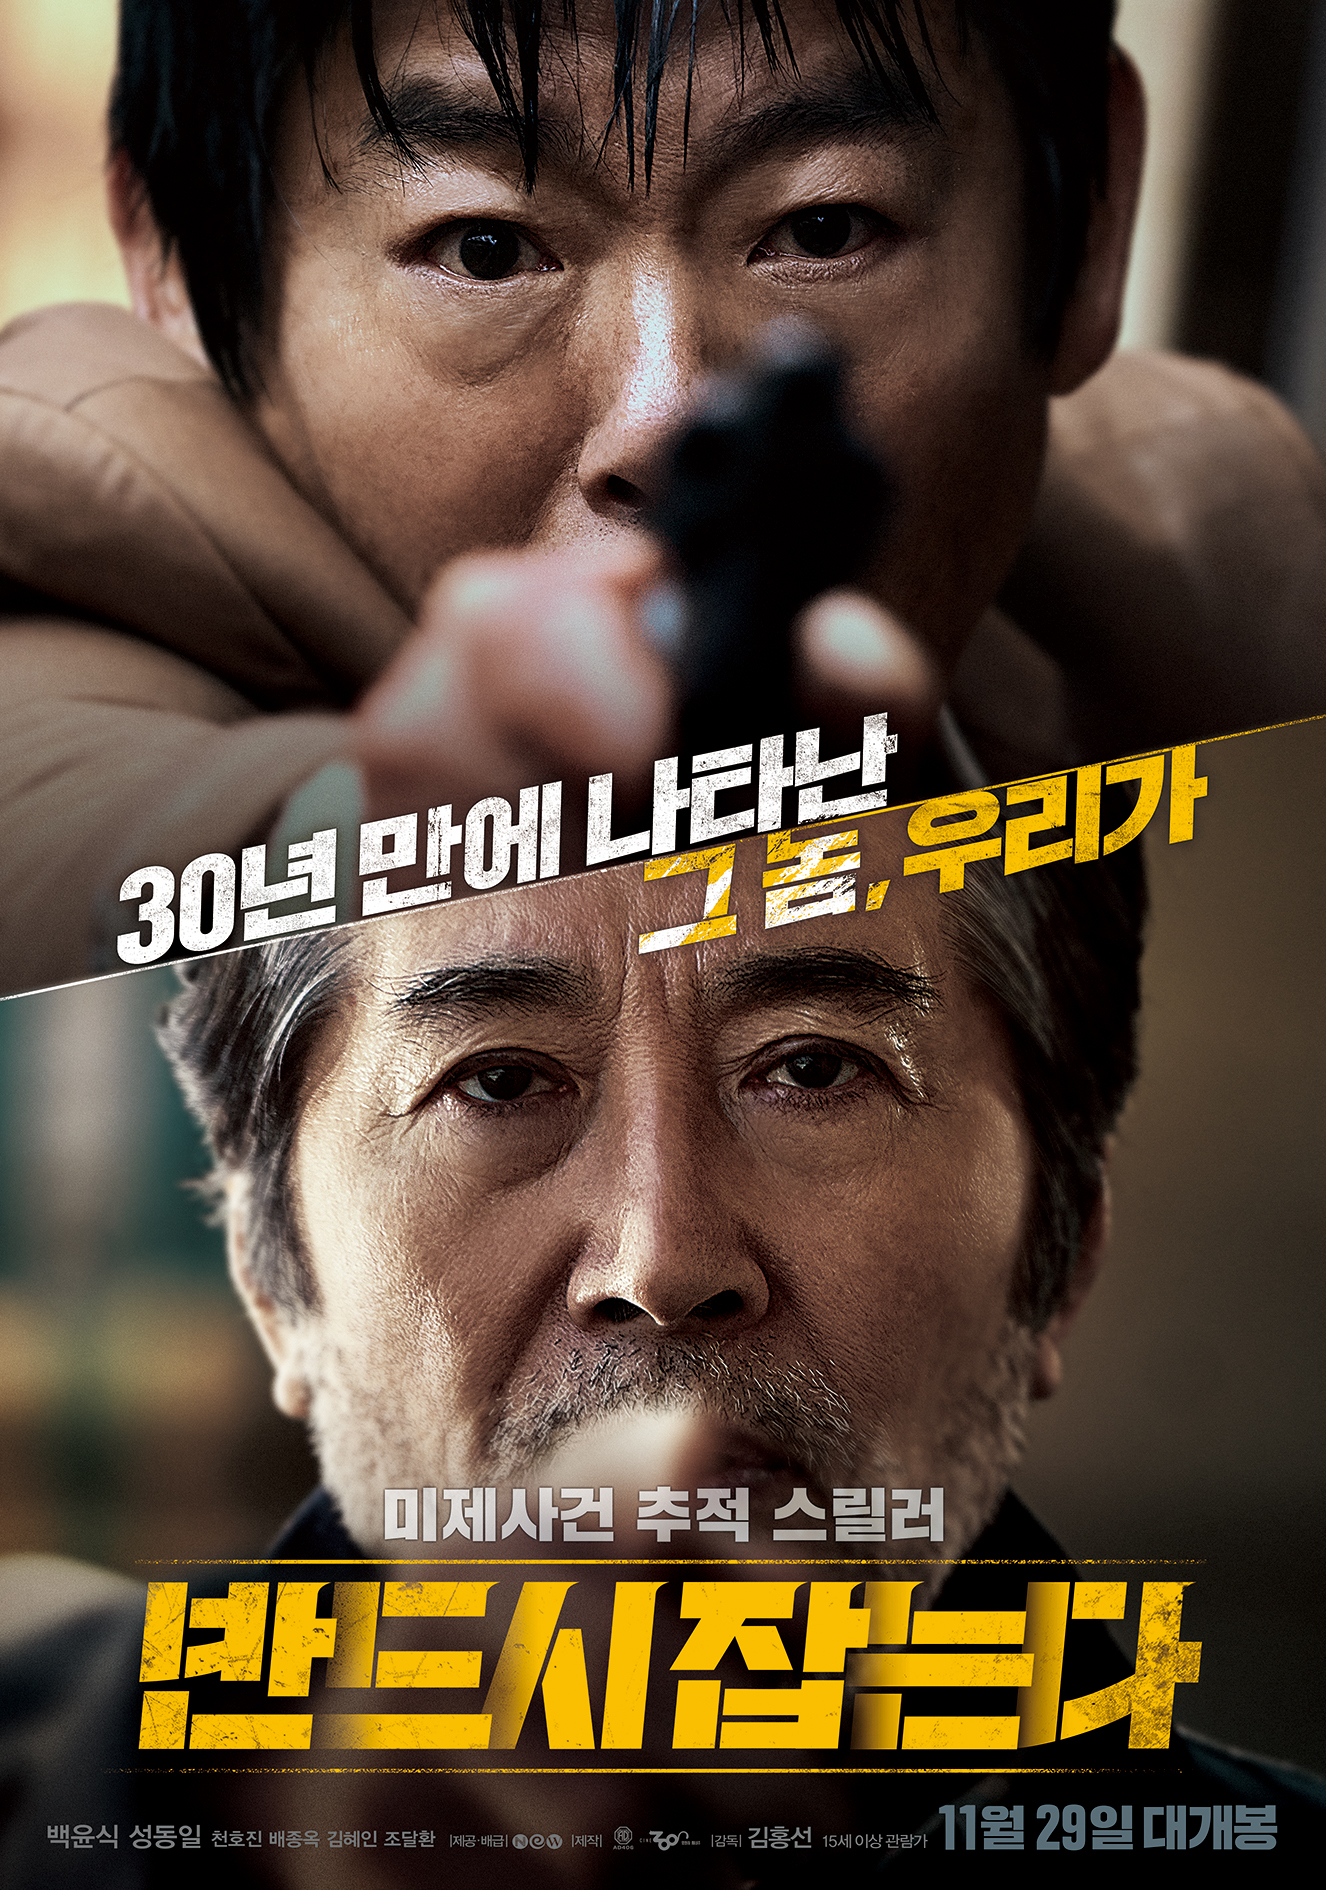 30년 만에 나타난
그 놈, 우리가
미제사건 추적 스릴러
반드시 잡는다
백윤식 성동일 천호진 배종옥 김혜인 조달환 |제공·배급| NEW |제작| AD406 |감독| 김홍선 15세 이상 관람가 11월 29일 대개봉